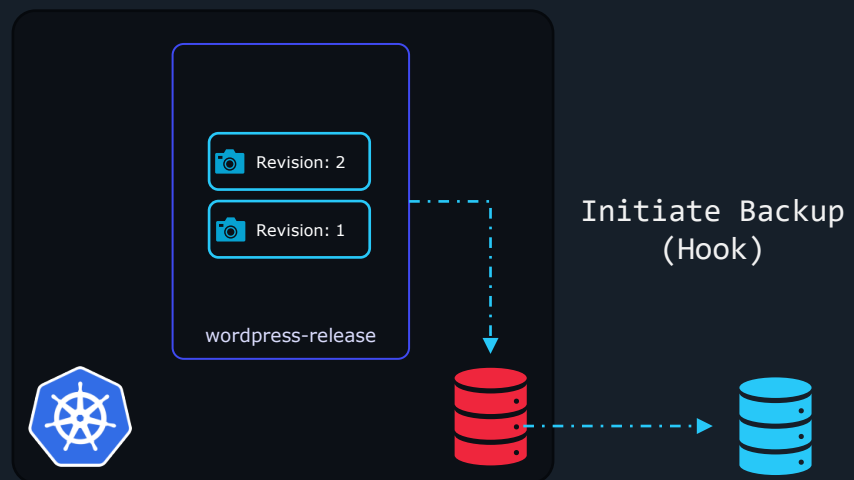 Revision: 2
Revision: 1
wordpress-release
Initiate Backup
(Hook)